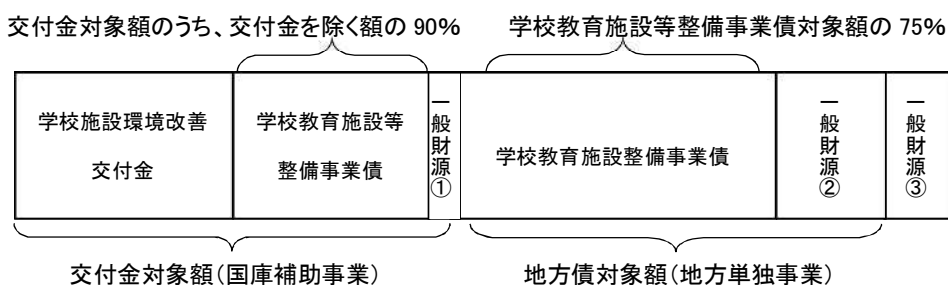 交付金対象額のうち、交付金を除く額の 90%
学校教育施設等整備事業債対象額の 75%
学校施設環境改善
交付金
学校教育施設等
整備事業債
一般財源①
学校教育施設整備事業債
一般財源②
一般財源③
交付金対象額(国庫補助事業)
地方債対象額(地方単独事業)